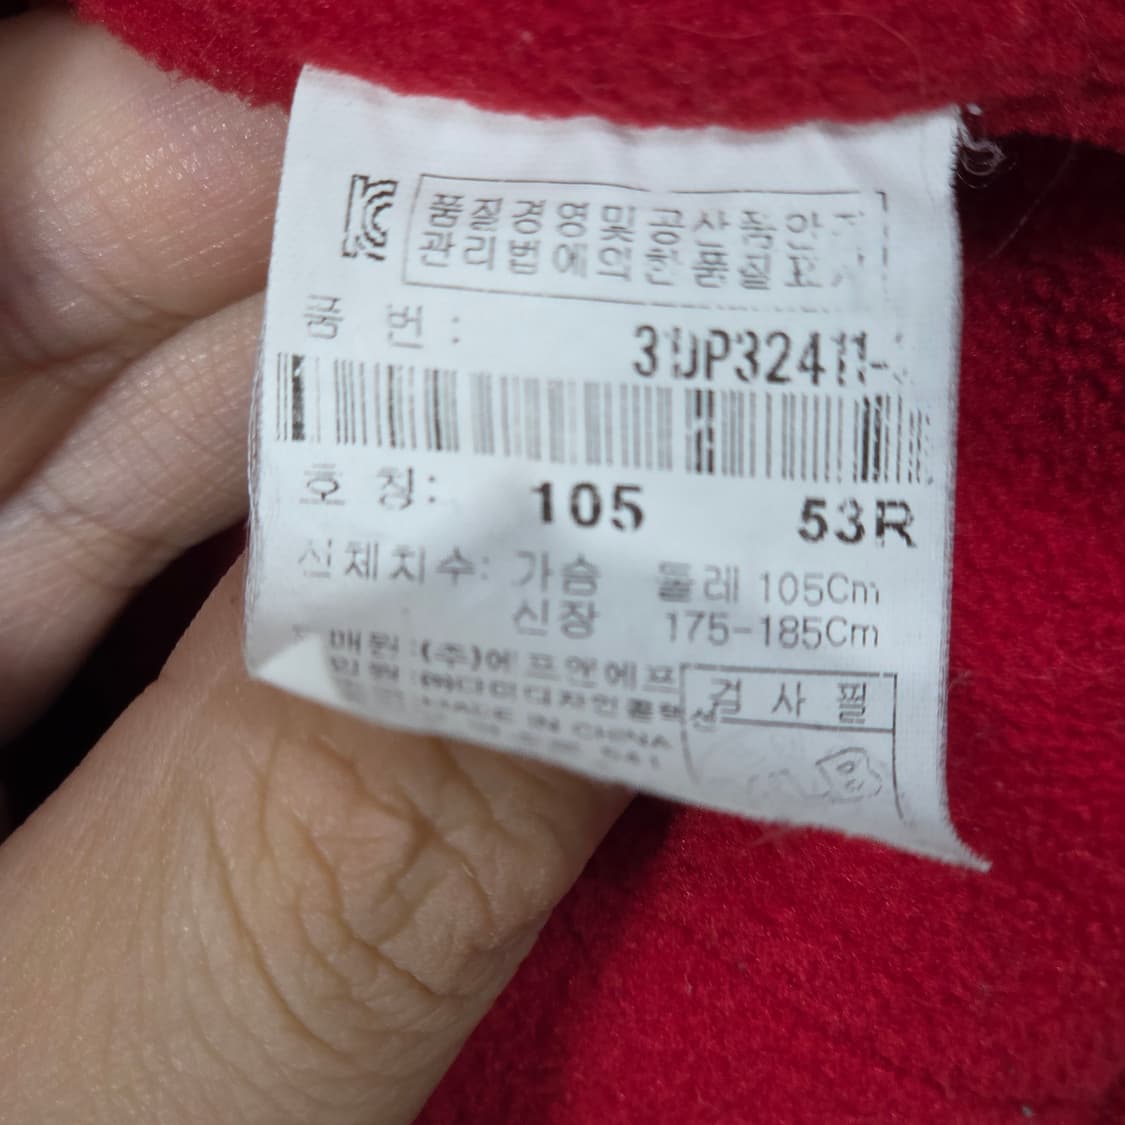 품질경영 및 공산품안전
관리법에 의한 품질표시
품 번 :
호 칭: 105 53R
신체치수: 가슴 둘레 105Cm
신장 175-185Cm
판매원 :(주)에프엔에프
검사필
MADE IN CHINA